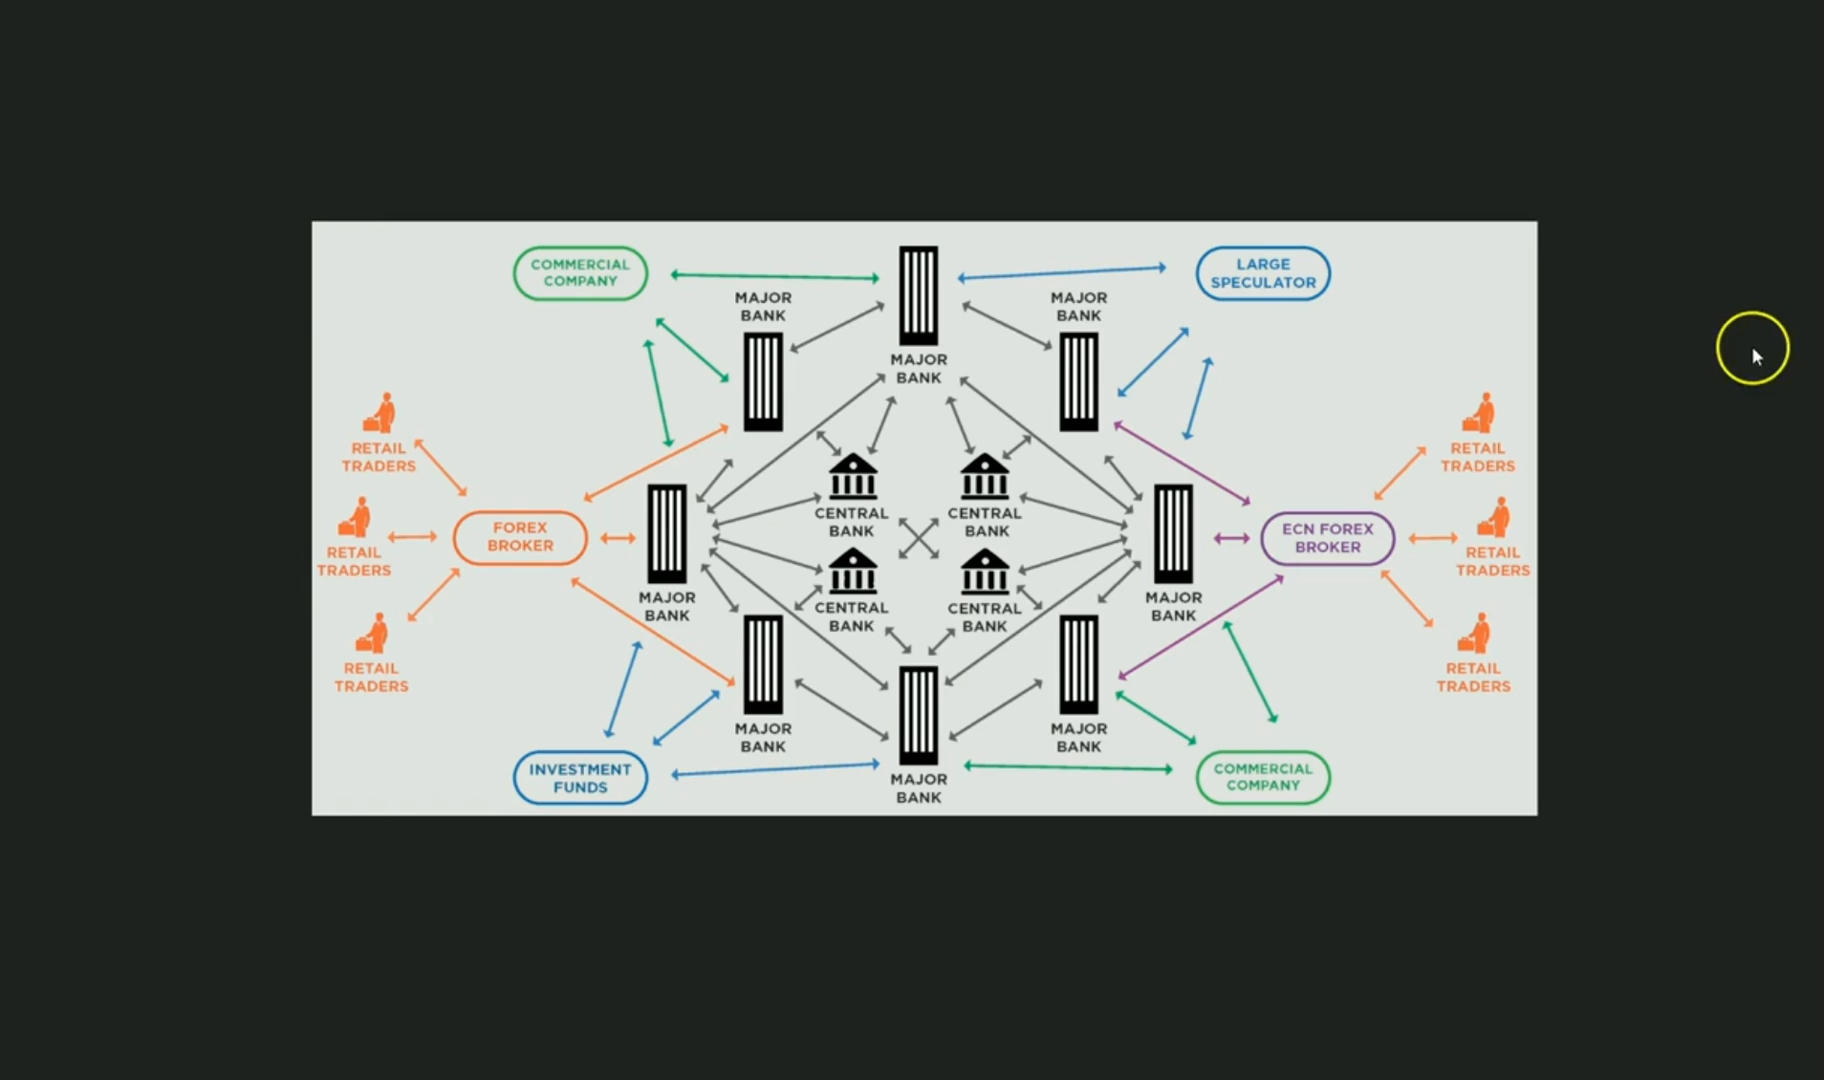 COMMERCIAL
COMPANY
MAJOR
BANK
MAJOR
BANK
MAJOR
BANK
LARGE
SPECULATOR
RETAIL
TRADERS
RETAIL
TRADERS
RETAIL
TRADERS
FOREX
BROKER
MAJOR
BANK
CENTRAL
BANK
CENTRAL
BANK
CENTRAL
BANK
CENTRAL
BANK
MAJOR
BANK
ECN FOREX
BROKER
RETAIL
TRADERS
RETAIL
TRADERS
RETAIL
TRADERS
INVESTMENT
FUNDS
MAJOR
BANK
MAJOR
BANK
MAJOR
BANK
COMMERCIAL
COMPANY